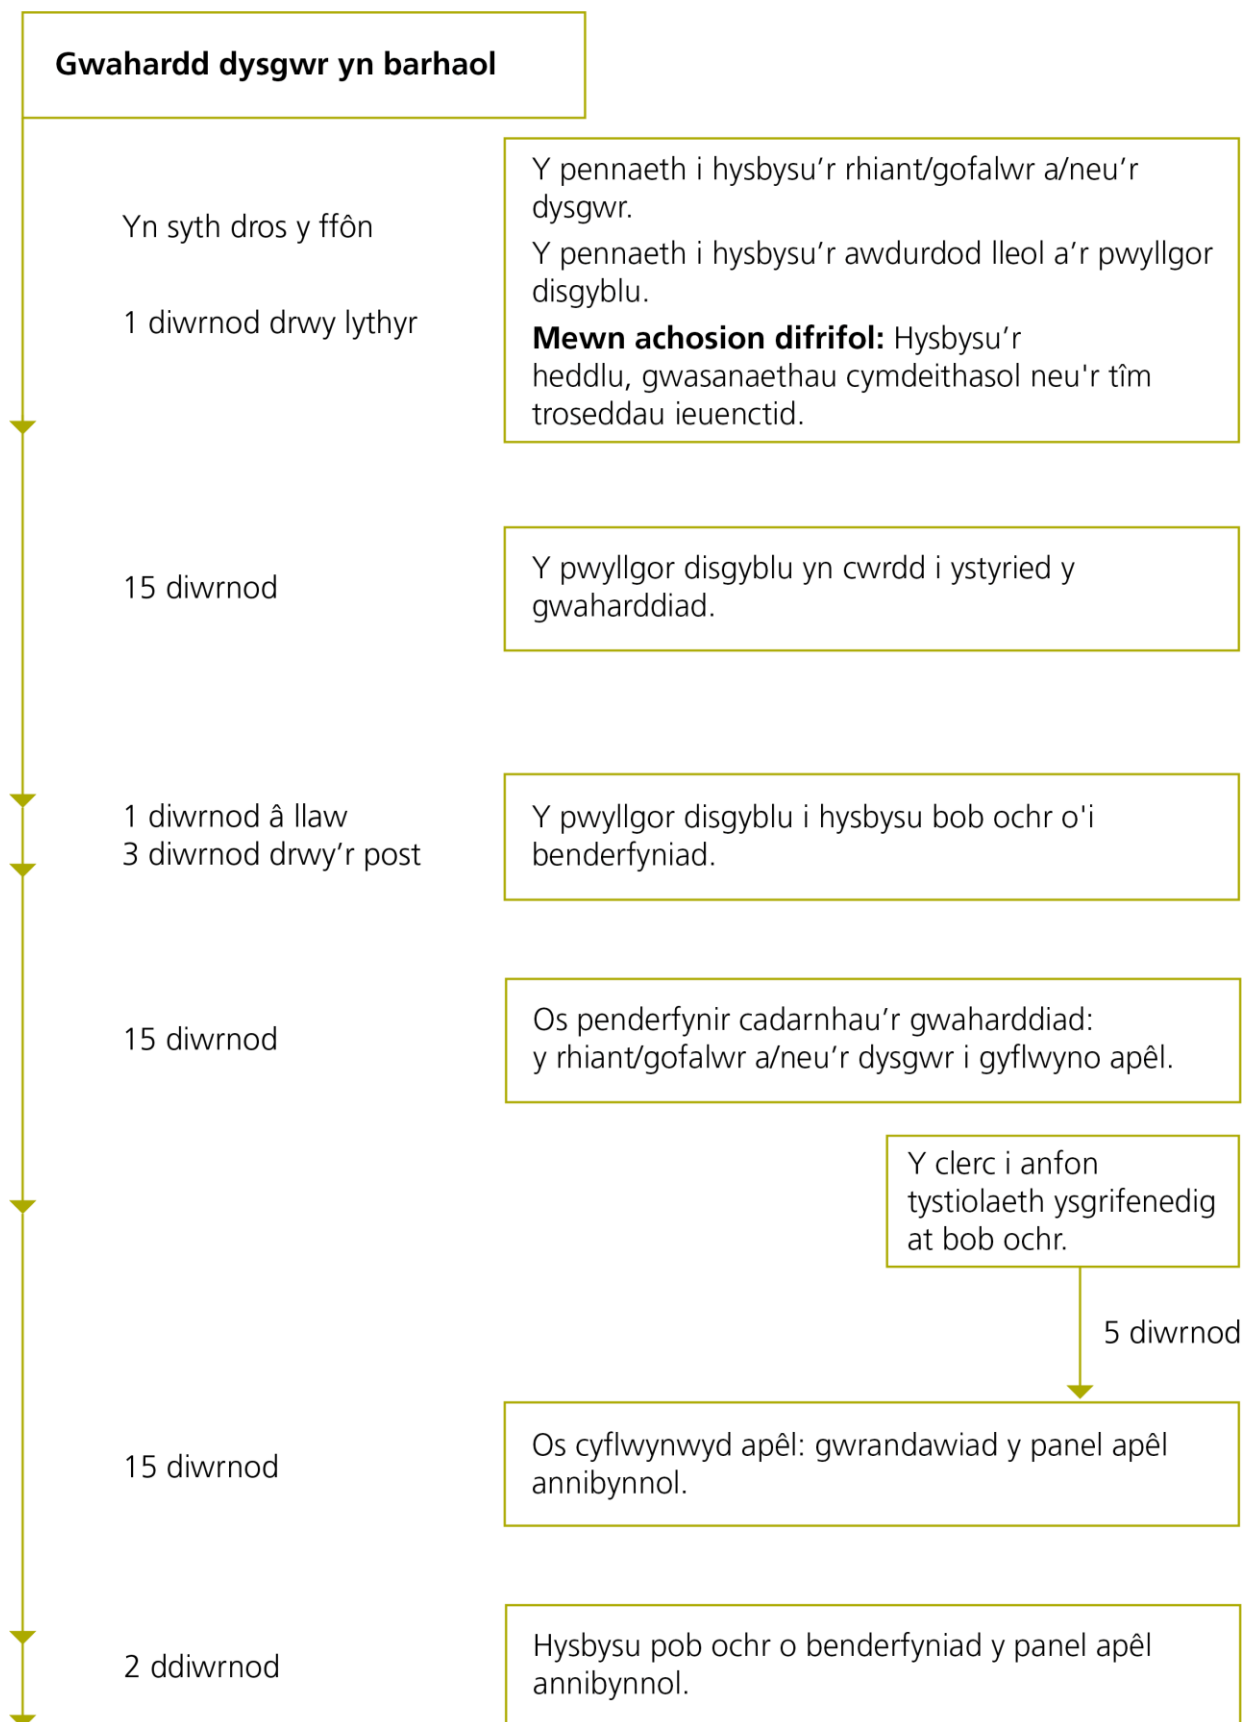 Gwahardd dysgwr yn barhaol
Yn syth dros y ffôn
1 diwrnod drwy lythyr
Y pennaeth i hysbysu’r rhiant/gofalwr a/neu’r
dysgwr.
Y pennaeth i hysbysu’r awdurdod lleol a’r pwyllgor
disgyblu.
Mewn achosion difrifol: Hysbysu’r
heddlu, gwasanaethau cymdeithasol neu'r tîm
troseddau ieuenctid.
15 diwrnod
Y pwyllgor disgyblu yn cwrdd i ystyried y
gwaharddiad.
1 diwrnod â llaw
3 diwrnod drwy’r post
Y pwyllgor disgyblu i hysbysu bob ochr o'i
benderfyniad.
15 diwrnod
Os penderfynir cadarnhau’r gwaharddiad:
y rhiant/gofalwr a/neu’r dysgwr i gyflwyno apêl.
Y clerc i anfon
tystiolaeth ysgrifenedig
at bob ochr.
5 diwrnod
15 diwrnod
Os cyflwynwyd apêl: gwrandawiad y panel apêl
annibynnol.
2 ddiwrnod
Hysbysu pob ochr o benderfyniad y panel apêl
annibynnol.